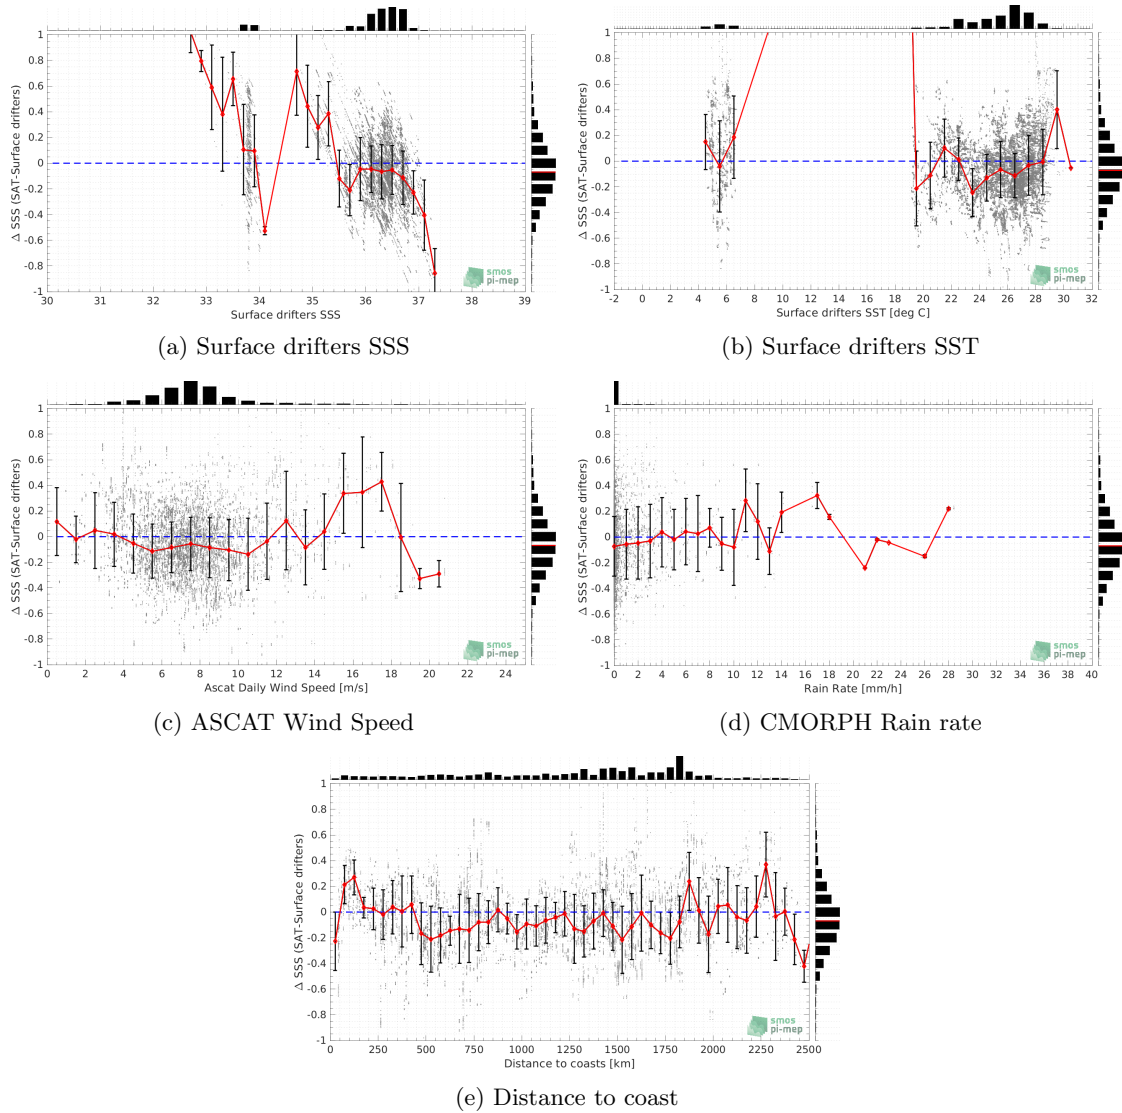 Δ SSS (SAT-Surface drifters)
1
0.8
0.6
0.4
0.2
0
-0.2
-0.4
-0.6
-0.8
-1
30 31 32 33 34 35 36 37 38 39
Surface drifters SSS
smos
pi-mep
(a) Surface drifters SSS
Δ SSS (SAT-Surface drifters)
1
0.8
0.6
0.4
0.2
0
-0.2
-0.4
-0.6
-0.8
-1
-2 0 2 4 6 8 10 12 14 16 18 20 22 24 26 28 30 32
Surface drifters SST [deg C]
smos
pi-mep
(b) Surface drifters SST
Δ SSS (SAT-Surface drifters)
1
0.8
0.6
0.4
0.2
0
-0.2
-0.4
-0.6
-0.8
-1
0 2 4 6 8 10 12 14 16 18 20 22 24
Ascat Daily Wind Speed [m/s]
smos
pi-mep
(c) ASCAT Wind Speed
Δ SSS (SAT-Surface drifters)
1
0.8
0.6
0.4
0.2
0
-0.2
-0.4
-0.6
-0.8
-1
0 2 4 6 8 10 12 14 16 18 20 22 24 26 28 30 32 34 36 38 40
Rain Rate [mm/h]
smos
pi-mep
(d) CMORPH Rain rate
Δ SSS (SAT-Surface drifters)
1
0.8
0.6
0.4
0.2
0
-0.2
-0.4
-0.6
-0.8
-1
0 250 500 750 1000 1250 1500 1750 2000 2250 2500
Distance to coasts [km]
smos
pi-mep
(e) Distance to coast